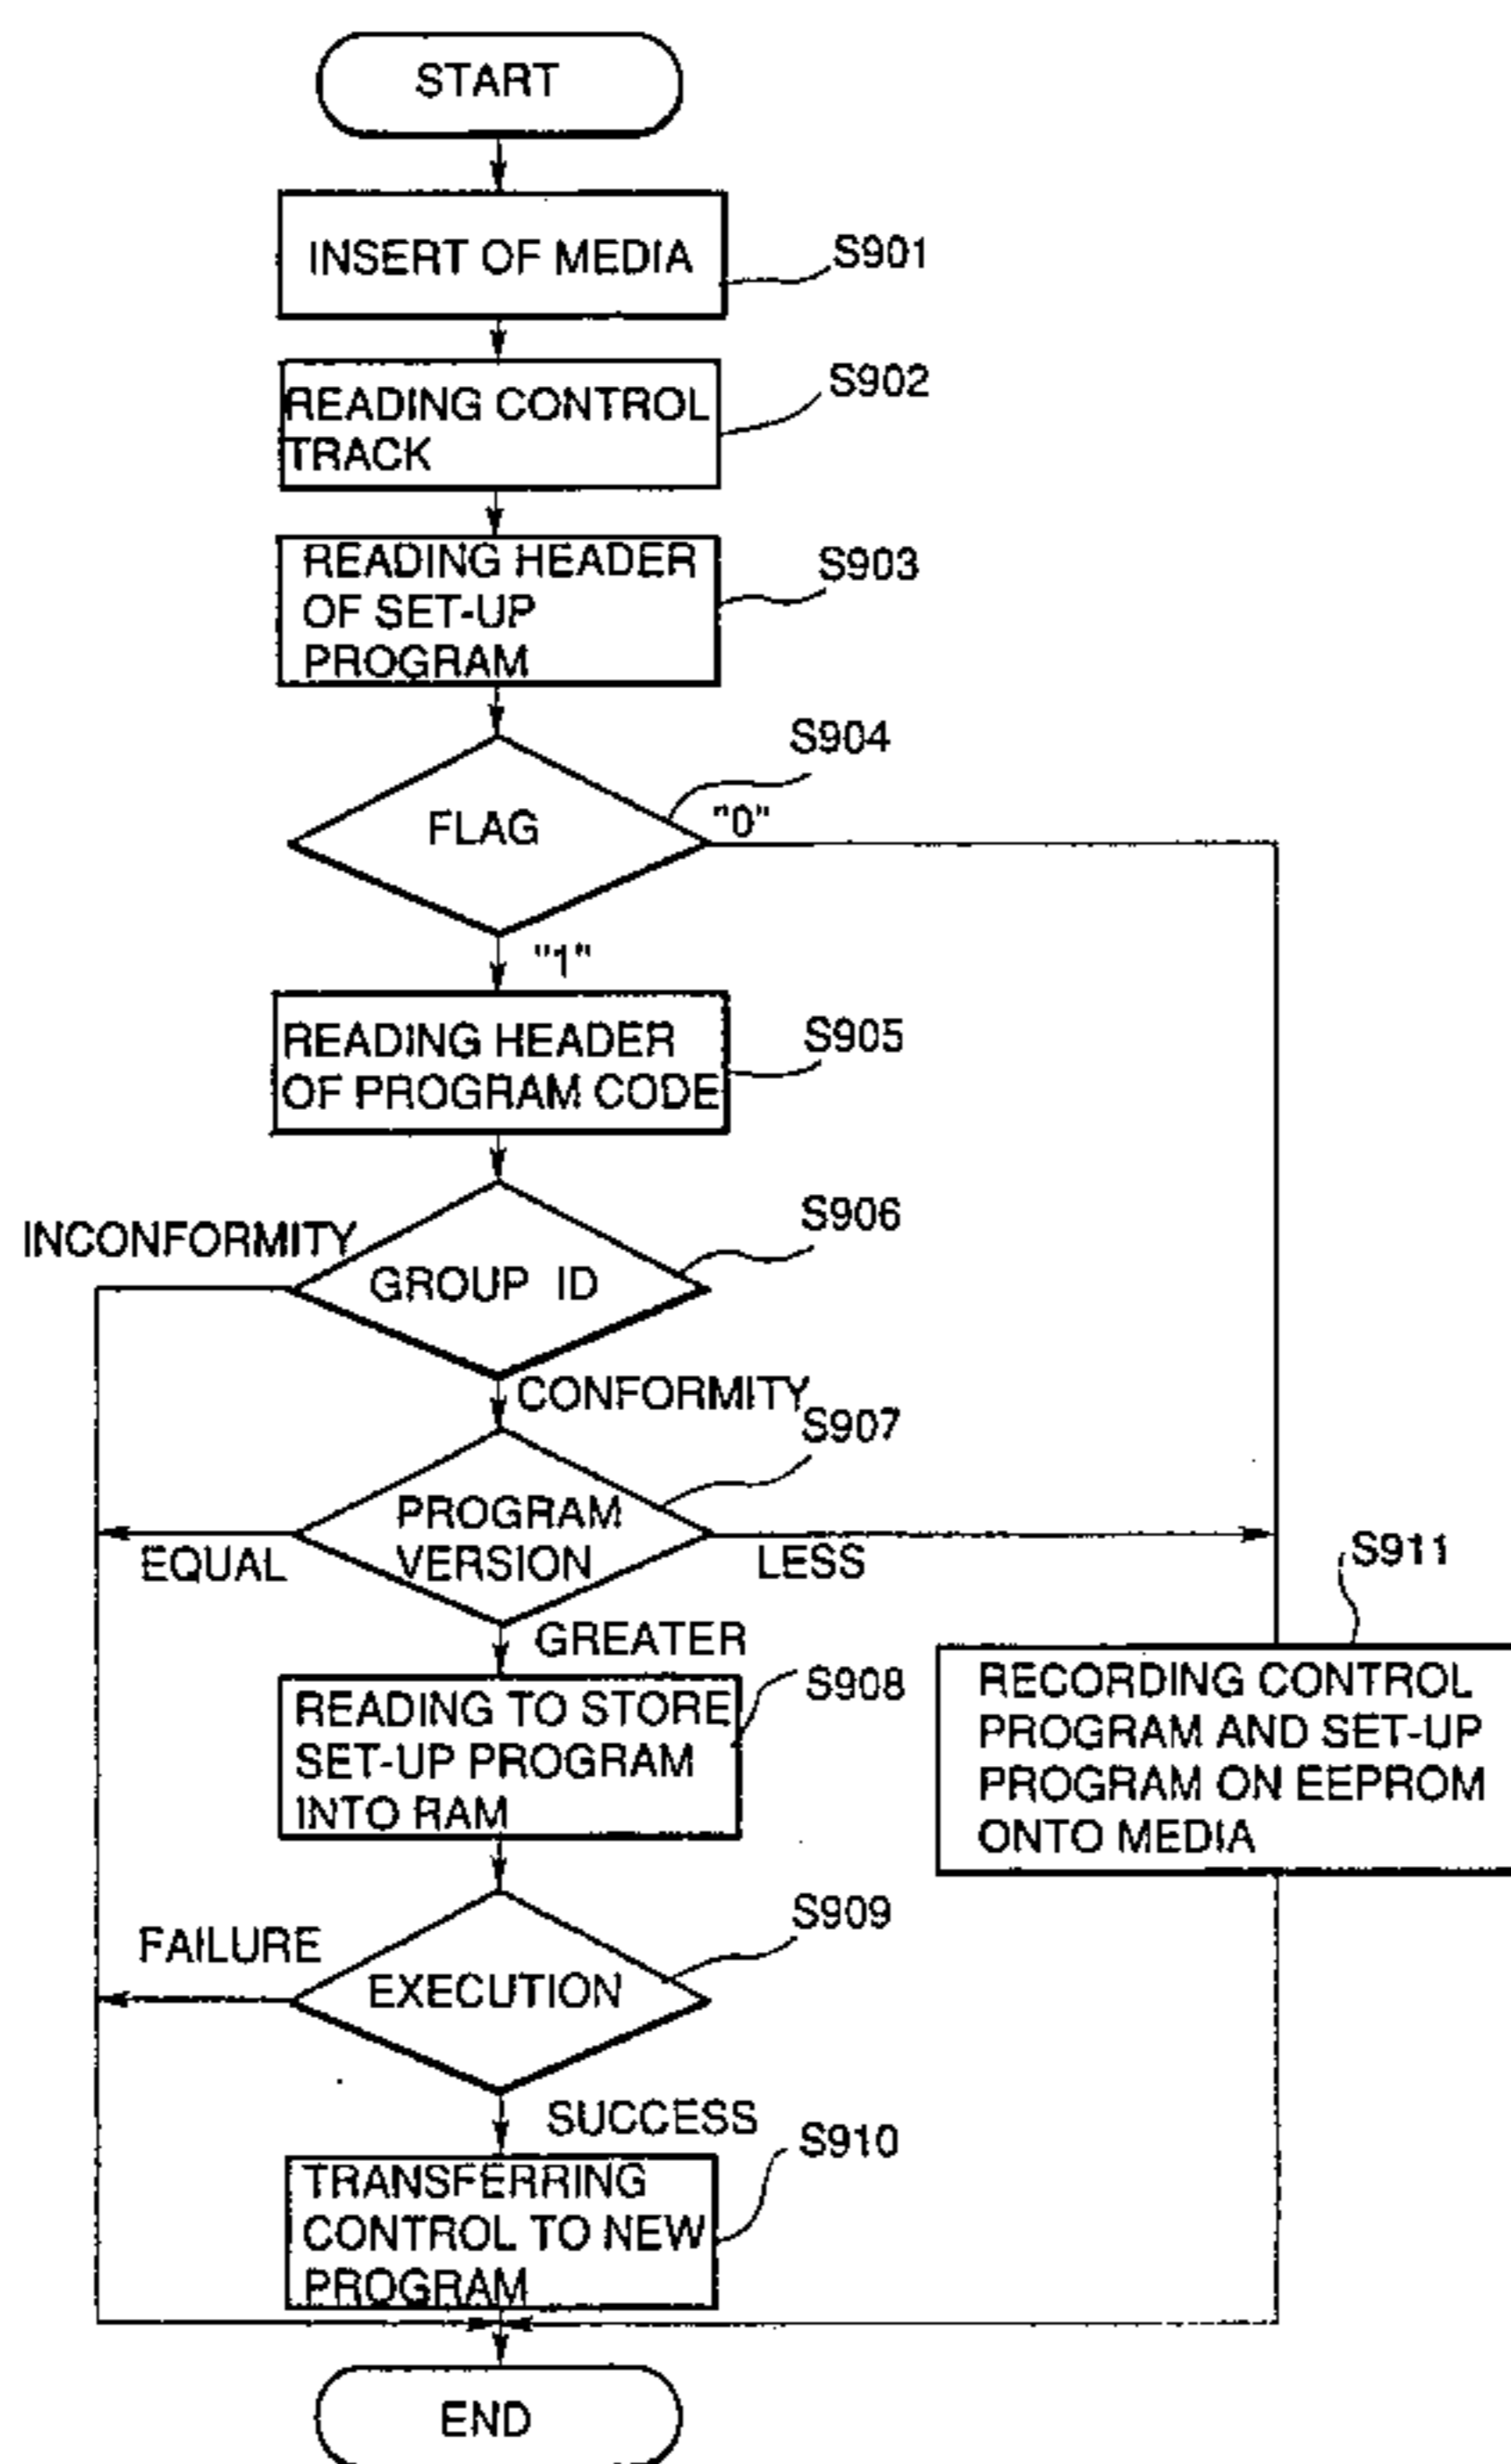 START
INSERT OF MEDIA
S901
READING CONTROL
TRACK
S902
READING HEADER
OF SET-UP
PROGRAM
S903
FLAG
S904
"0"
"1"
READING HEADER
OF PROGRAM CODE
S905
INCONFORMITY
GROUP ID
S906
CONFORMITY
PROGRAM
VERSION
S907
EQUAL
LESS
GREATER
READING TO STORE
SET-UP PROGRAM
INTO RAM
S908
S911
RECORDING CONTROL
PROGRAM AND SET-UP
PROGRAM ON EEPROM
ONTO MEDIA
FAILURE
EXECUTION
S909
SUCCESS
TRANSFERRING
CONTROL TO NEW
PROGRAM
S910
END